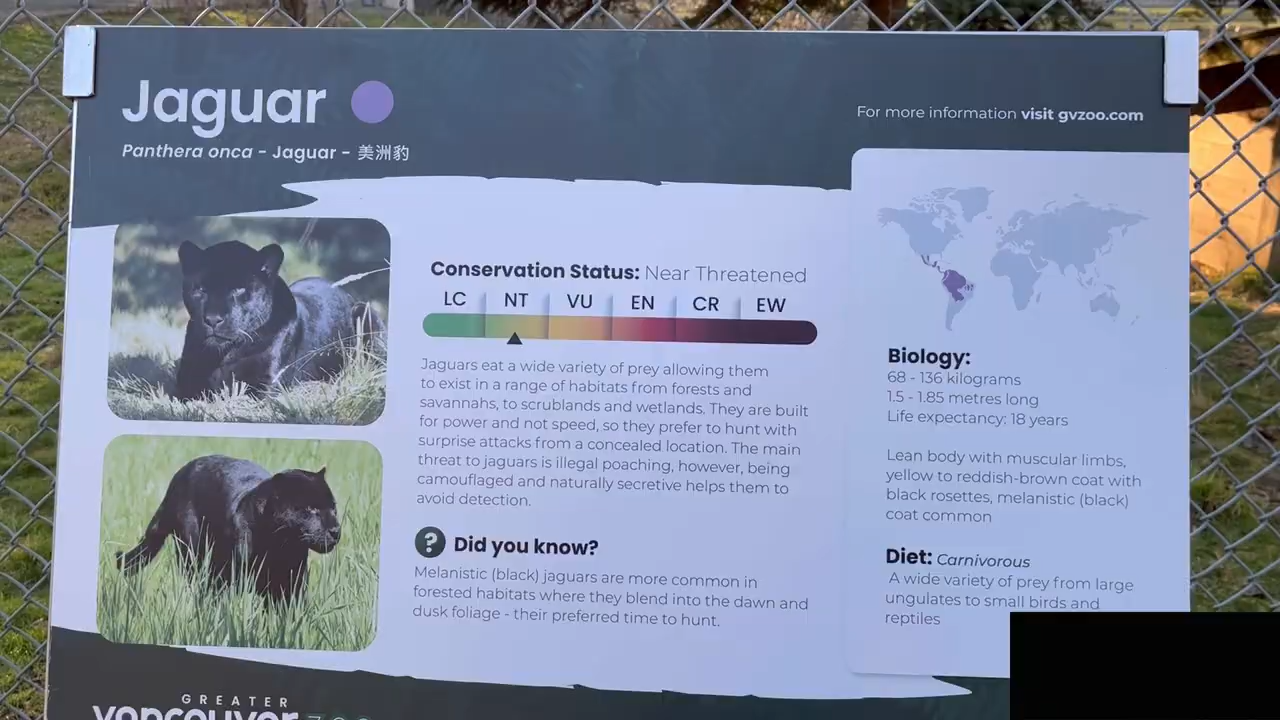 Jaguar
For more information visit gvzoo.com
Panthera onca - Jaguar - 美洲豹
Conservation Status: Near Threatened
LC NT VU EN CR EW
Jaguars eat a wide variety of prey allowing them
to exist in a range of habitats from forests and
savannahs, to scrublands and wetlands. They are built
for power and not speed, so they prefer to hunt with
surprise attacks from a concealed location. The main
threat to jaguars is illegal poaching, however, being
camouflaged and naturally secretive helps them to
avoid detection.
? Did you know?
Melanistic (black) jaguars are more common in
forested habitats where they blend into the dawn and
dusk foliage - their preferred time to hunt.
Biology:
68 - 136 kilograms
1.5 - 1.85 metres long
Life expectancy: 18 years
Lean body with muscular limbs,
yellow to reddish-brown coat with
black rosettes, melanistic (black)
coat common
Diet: Carnivorous
A wide variety of prey from large
ungulates to small birds and
reptiles
GREATER
vancouver zoo